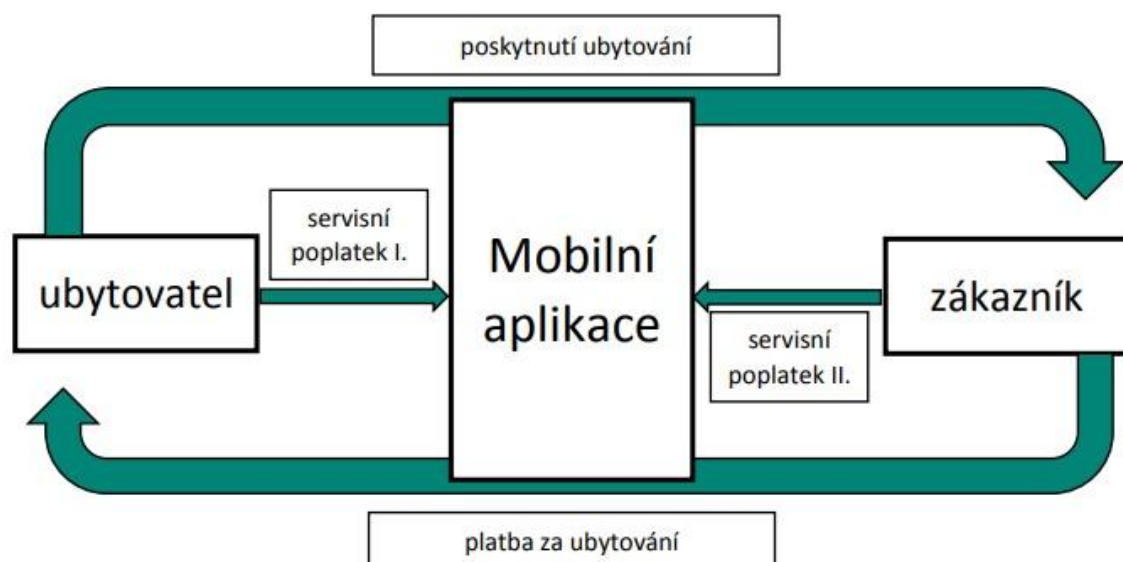 poskytnutí ubytování
servisní
poplatek I.
ubytovatel
Mobilní
aplikace
zákazník
servisní
poplatek II.
platba za ubytování